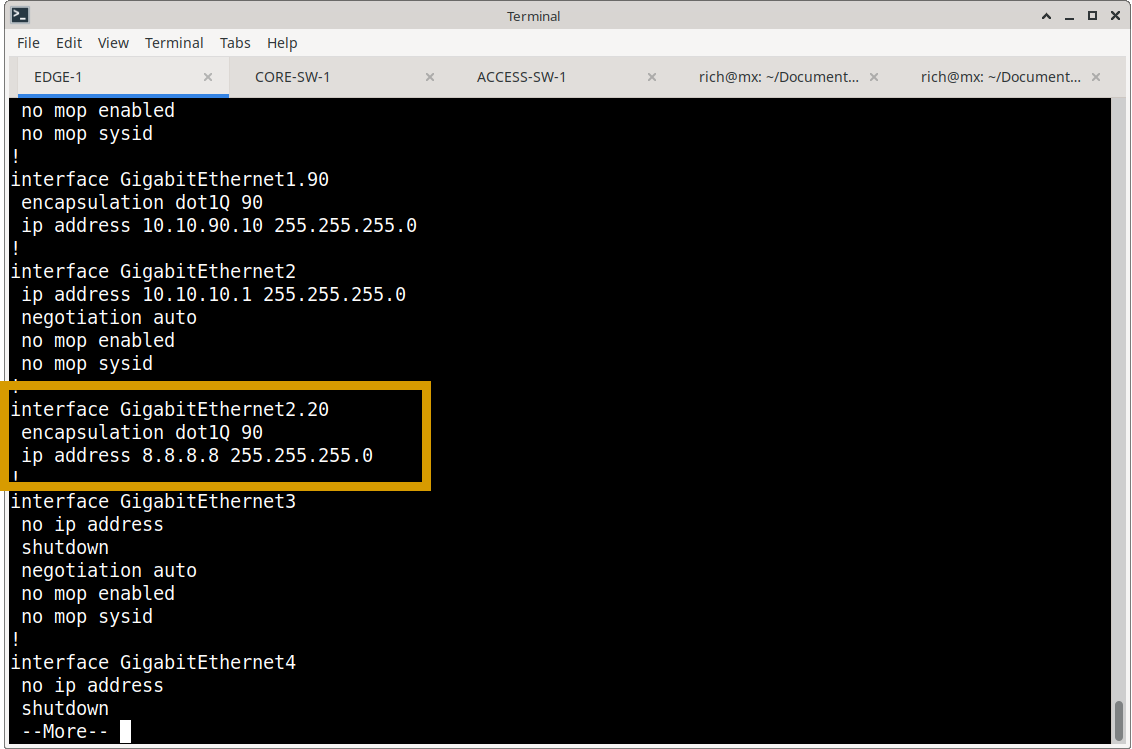 Terminal
File Edit View Terminal Tabs Help
EDGE-1 CORE-SW-1 ACCESS-SW-1 rich@mx: ~/Document... rich@mx: ~/Document...
no mop enabled
no mop sysid
!
interface GigabitEthernet1.90
encapsulation dot1Q 90
ip address 10.10.90.10 255.255.255.0
!
interface GigabitEthernet2
ip address 10.10.10.1 255.255.255.0
negotiation auto
no mop enabled
no mop sysid
!
interface GigabitEthernet2.20
encapsulation dot1Q 90
ip address 8.8.8.8 255.255.255.0
!
interface GigabitEthernet3
no ip address
shutdown
negotiation auto
no mop enabled
no mop sysid
!
interface GigabitEthernet4
no ip address
shutdown
--More--